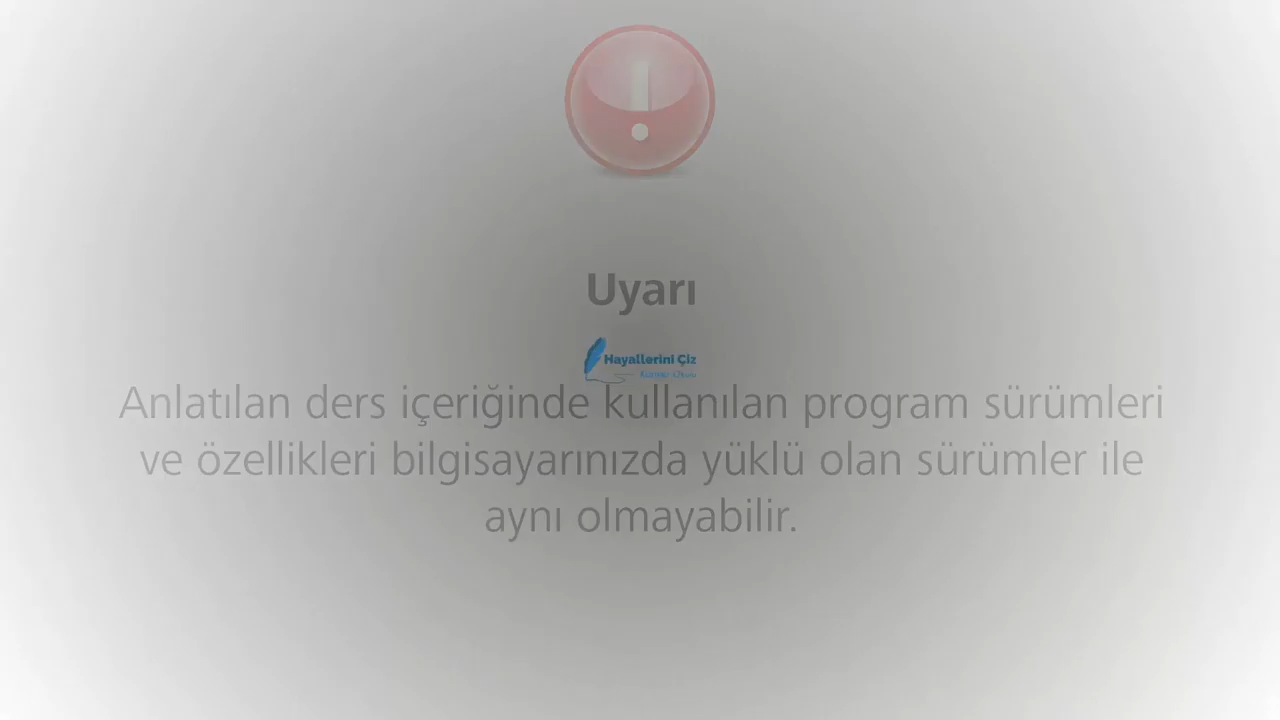 Uyarı
Hayallerini Çiz
Anlatılan ders içeriğinde kullanılan program sürümleri
ve özellikleri bilgisayarınızda yüklü olan sürümler ile
aynı olmayabilir.